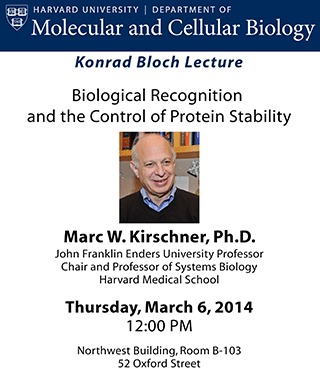 HARVARD UNIVERSITY | DEPARTMENT OF
Molecular and Cellular Biology
Konrad Bloch Lecture
Biological Recognition
and the Control of Protein Stability
Marc W. Kirschner, Ph.D.
John Franklin Enders University Professor
Chair and Professor of Systems Biology
Harvard Medical School
Thursday, March 6, 2014
12:00 PM
Northwest Building, Room B-103
52 Oxford Street